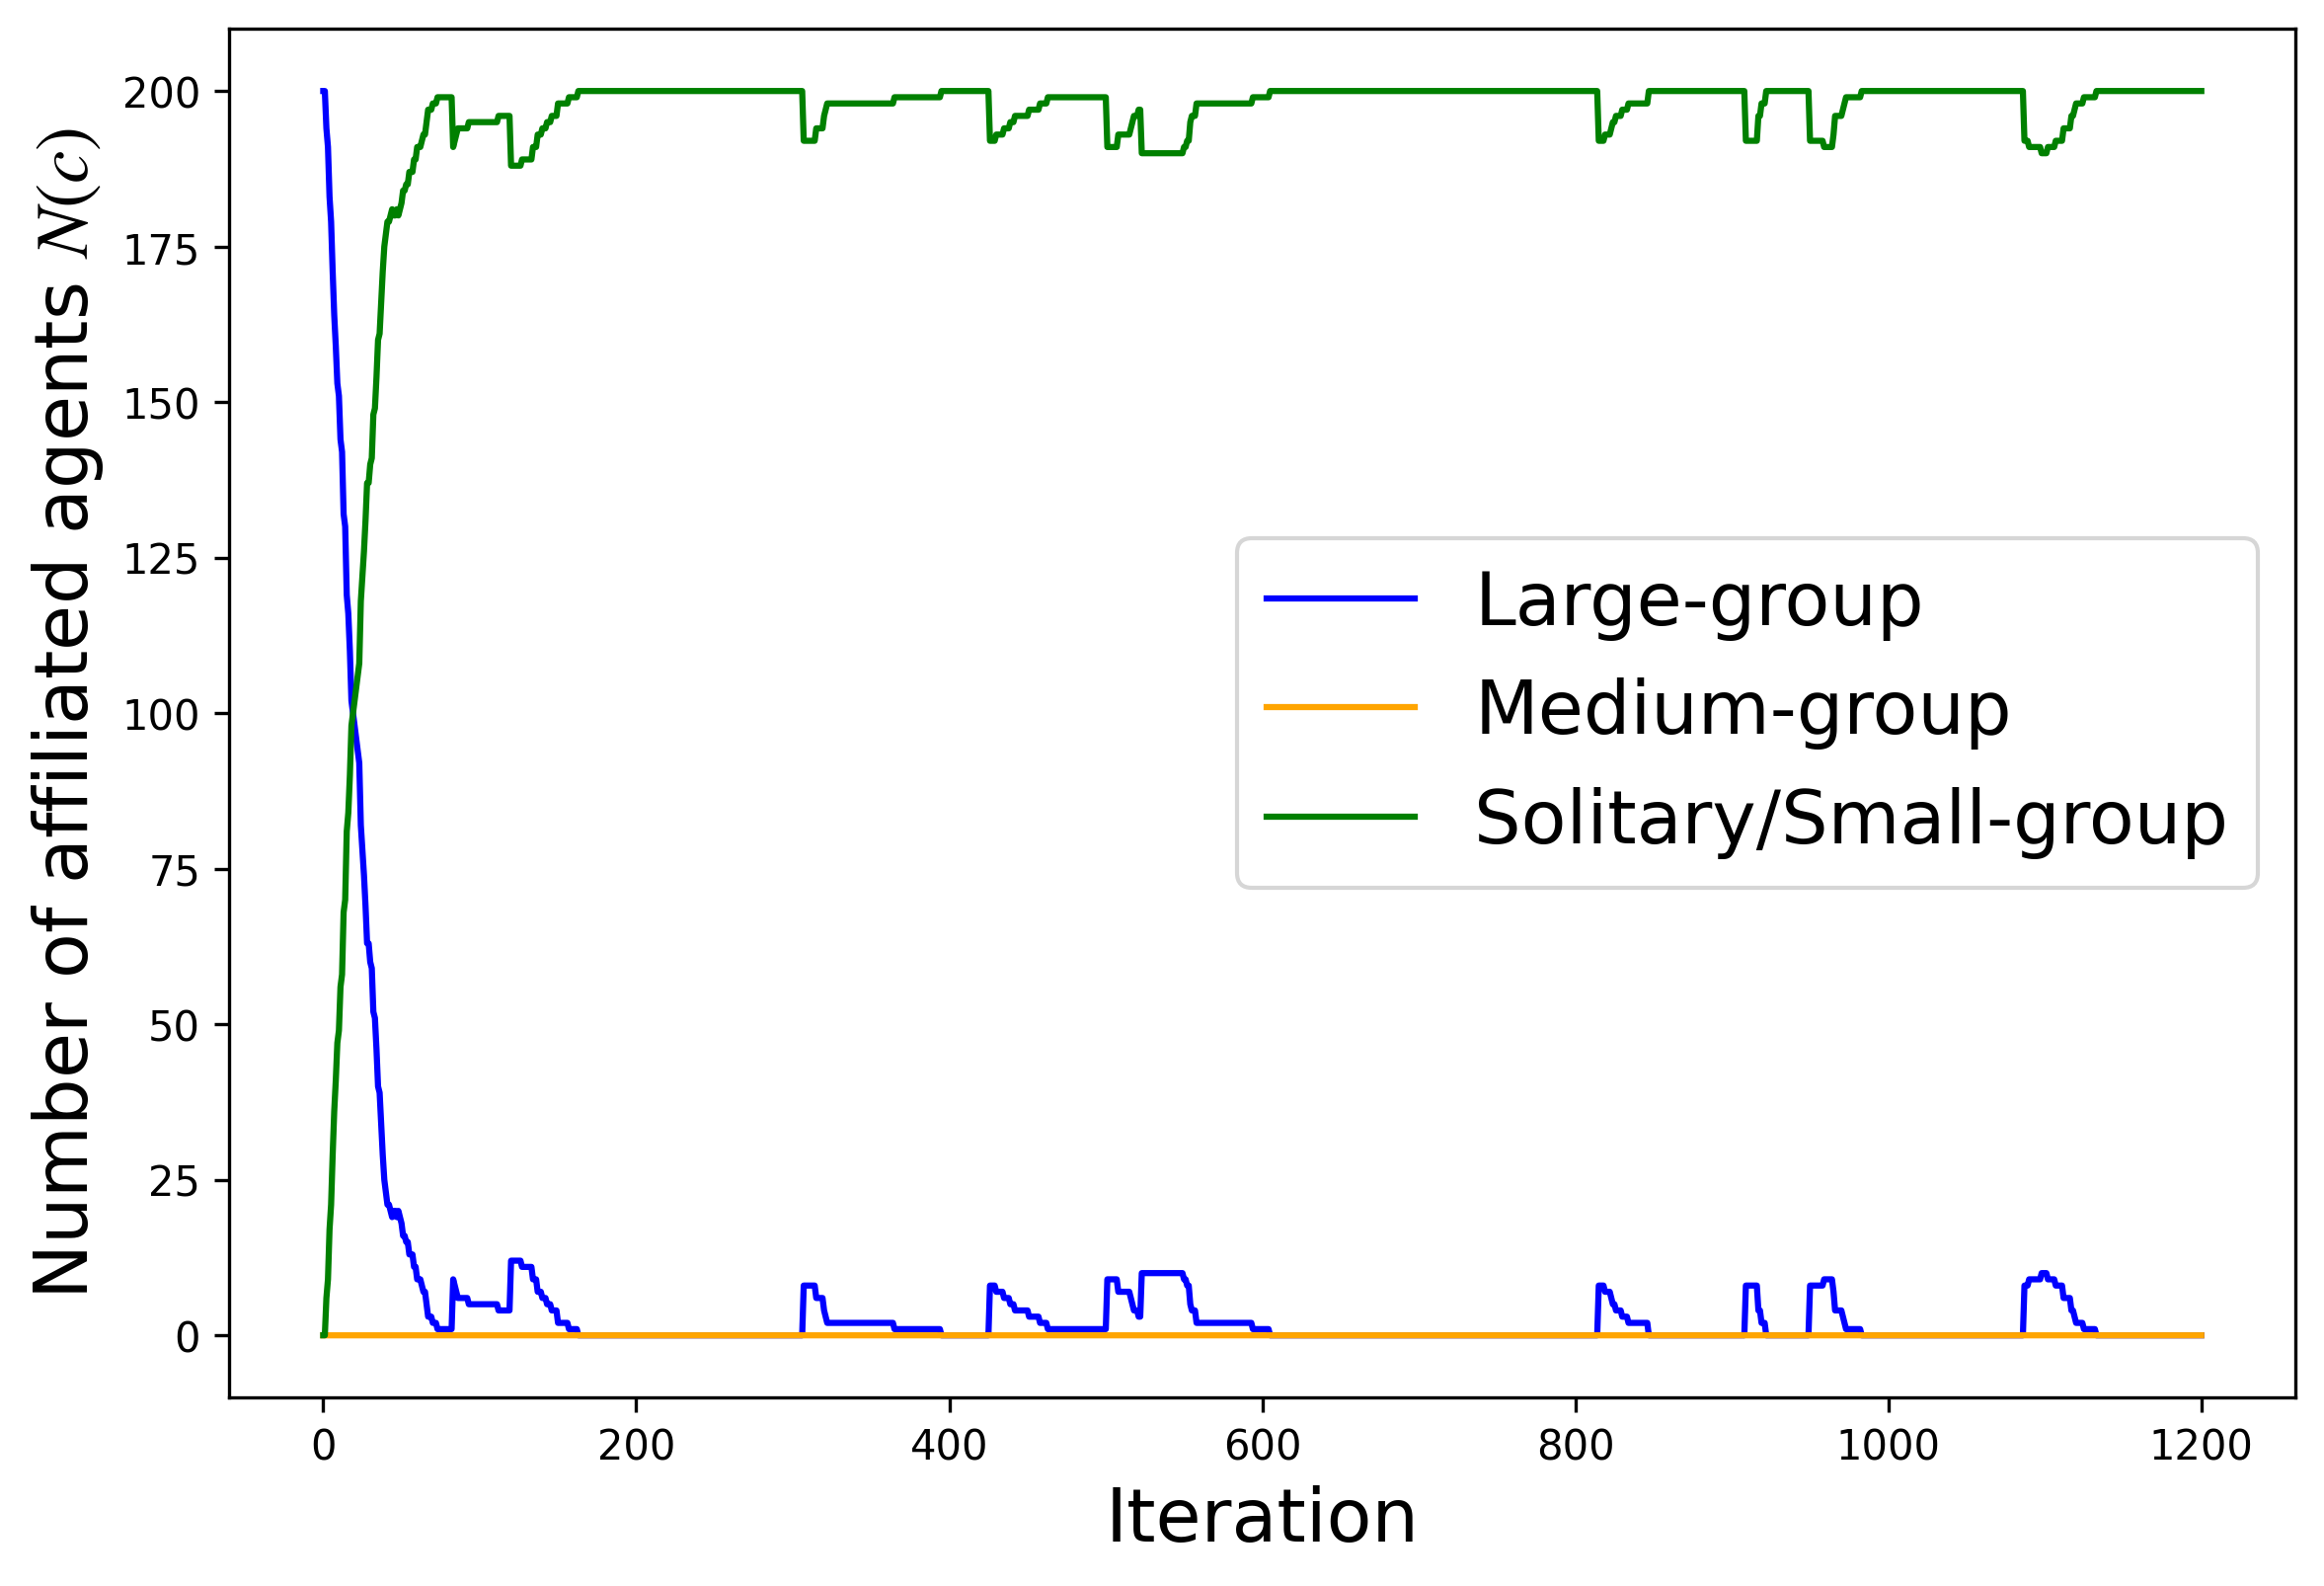 Number of affiliated agents N(c)
200
175
150
125
100
75
50
25
0
Large-group
Medium-group
Solitary/Small-group
0 200 400 600 800 1000 1200
Iteration